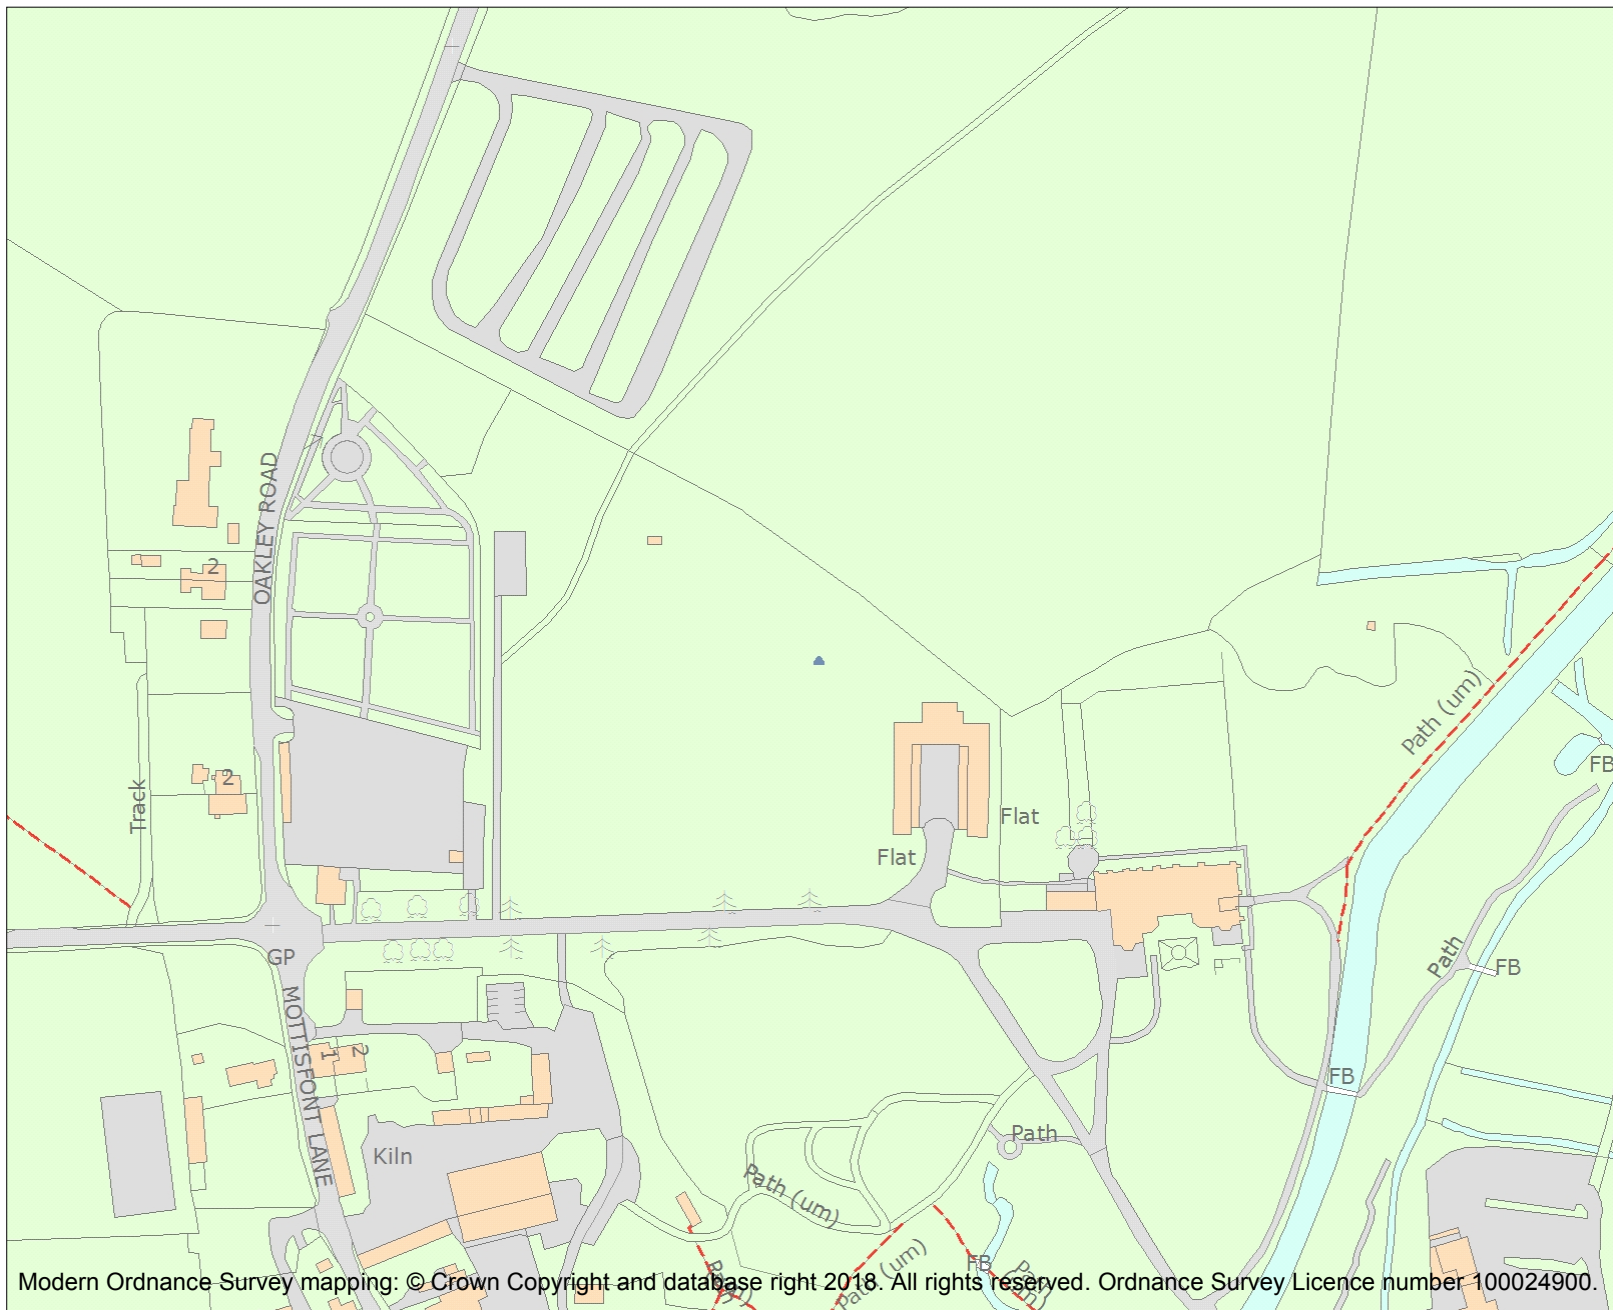 OAKLEY ROAD
2
Path (um)
FB
2
Track
Flat
Flat
Path
FB
GP
MOTTISFONT LANE
1
2
FB
Path
Kiln
Path (um)
Path (um)
FB
Path
Modern Ordnance Survey mapping: © Crown Copyright and database right 2018. All rights reserved. Ordnance Survey Licence number 100024900.